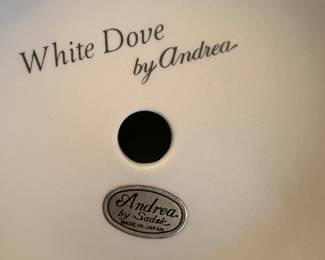 White Dove
by Andrea
Andrea
by Sadek
MADE IN JAPAN